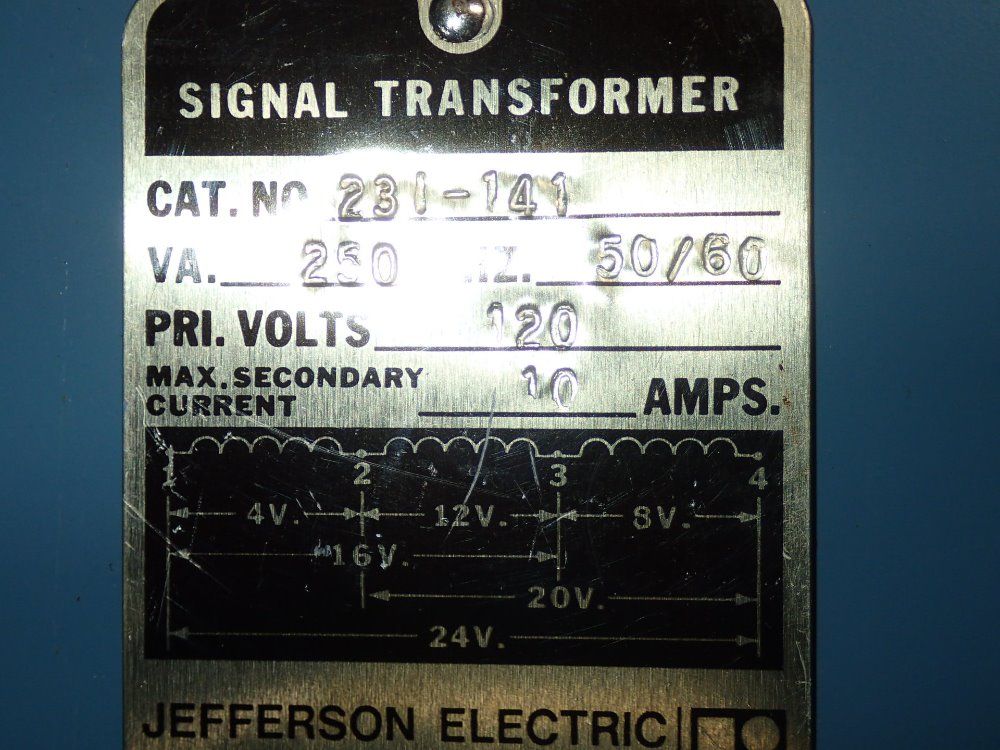 SIGNAL TRANSFORMER
CAT. NO 231-141
VA. 250 HZ. 50/60
PRI. VOLTS 120
MAX. SECONDARY CURRENT 10 AMPS.
1 2 3 4
4V. 12V. 8V.
16V.
20V.
24V.
JEFFERSON ELECTRIC